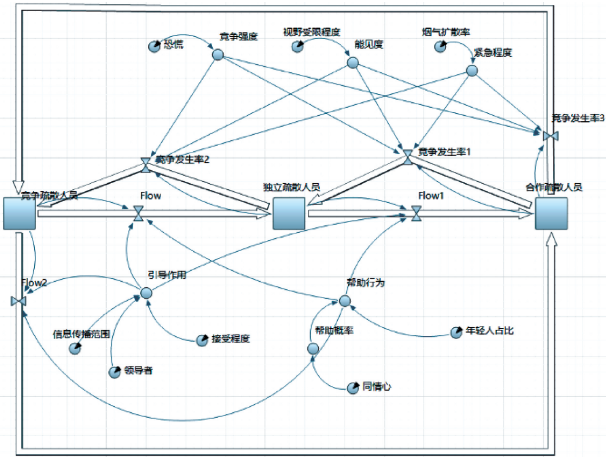 恐慌
竞争强度
视野受限程度
能见度
烟气扩散率
紧急程度
竞争发生率3
竞争发生率2
竞争发生率1
竞争疏散人员
Flow
独立疏散人员
Flow1
合作疏散人员
Flow2
引导作用
帮助行为
信息传播范围
接受程度
帮助概率
年轻人占比
领导者
同情心